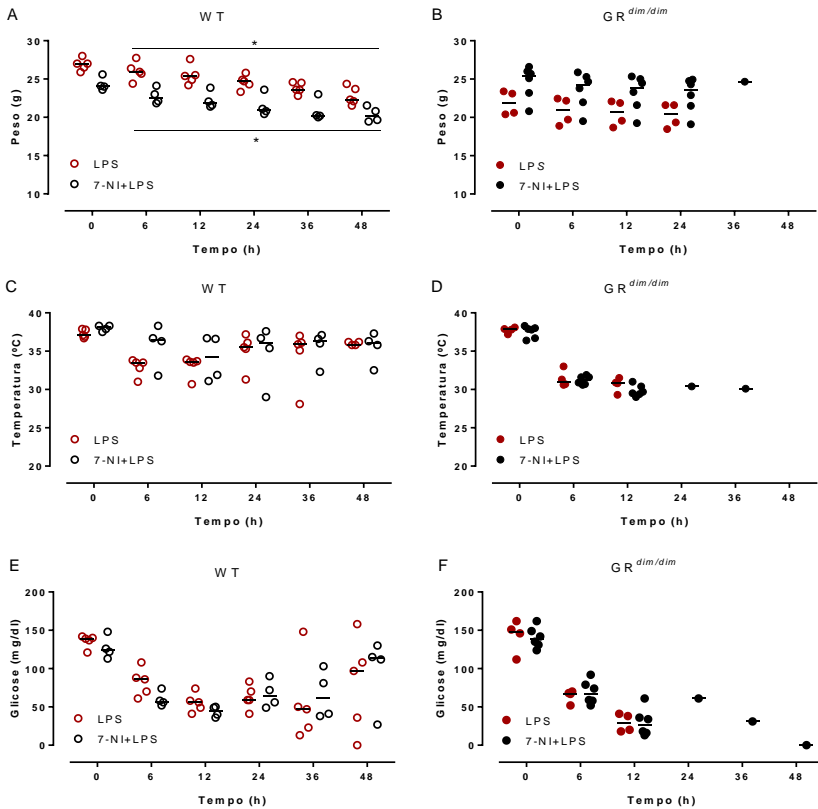 A
WT
*
Peso (g)
30
25
20
15
10
*
LPS
7-NI+LPS
0 6 12 24 36 48
Tempo (h)
B
GR dim/dim
Peso (g)
30
25
20
15
10
LPS
7-NI+LPS
0 6 12 24 36 48
Tempo (h)
C
WT
Temperatura (ºC)
40
35
30
25
20
LPS
7-NI+LPS
0 6 12 24 36 48
Tempo (h)
D
GR dim/dim
Temperatura (ºC)
40
35
30
25
20
LPS
7-NI+LPS
0 6 12 24 36 48
Tempo (h)
E
WT
Glicose (mg/dl)
200
150
100
50
0
LPS
7-NI+LPS
0 6 12 24 36 48
Tempo (h)
F
GR dim/dim
Glicose (mg/dl)
200
150
100
50
0
LPS
7-NI+LPS
0 6 12 24 36 48
Tempo (h)